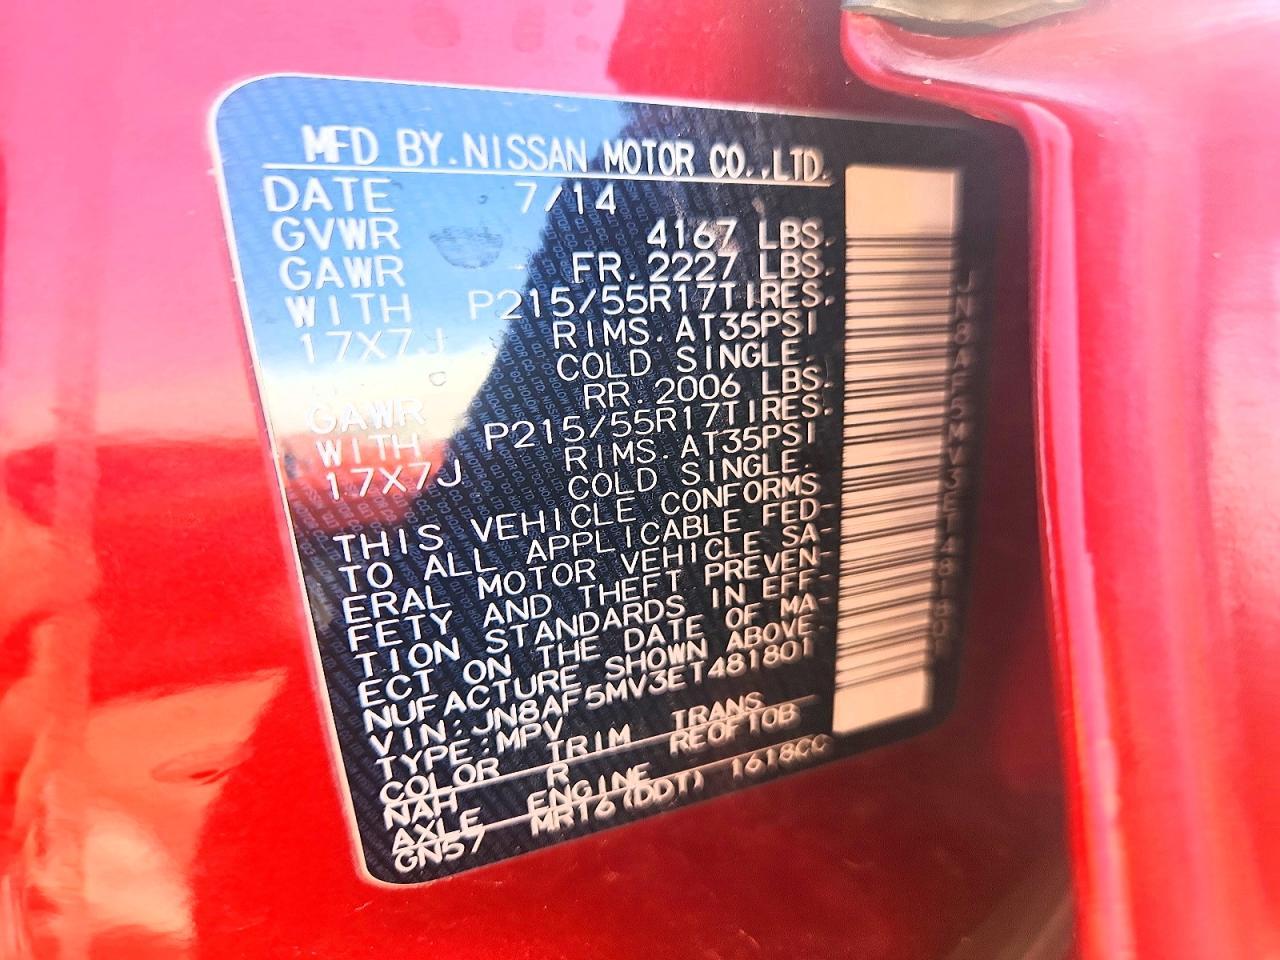 MFD BY.NISSAN MOTOR CO.,LTD.
DATE 7/14
GVWR 4167 LBS.
GAWR FR.2227 LBS.
WITH P215/55R17TIRES.
17X7J RIMS.AT35PSI
COLD SINGLE.
GAWR RR.2006 LBS.
WITH P215/55R17TIRES.
17X7J RIMS.AT35PSI
COLD SINGLE.
THIS VEHICLE CONFORMS
TO ALL APPLICABLE FED-
ERAL MOTOR VEHICLE SA-
FETY AND THEFT PREVEN-
TION STANDARDS IN EFF-
ECT ON THE DATE OF MA-
NUFACTURE SHOWN ABOVE.
VIN:JN8AF5MV3ET481801
TYPE:MPV
COLOR TRIM TRANS
NAH R RE0F10B
AXLE ENGINE
GN57 MR16(DDT) 1618CC
JN8AF5MV3ET481801